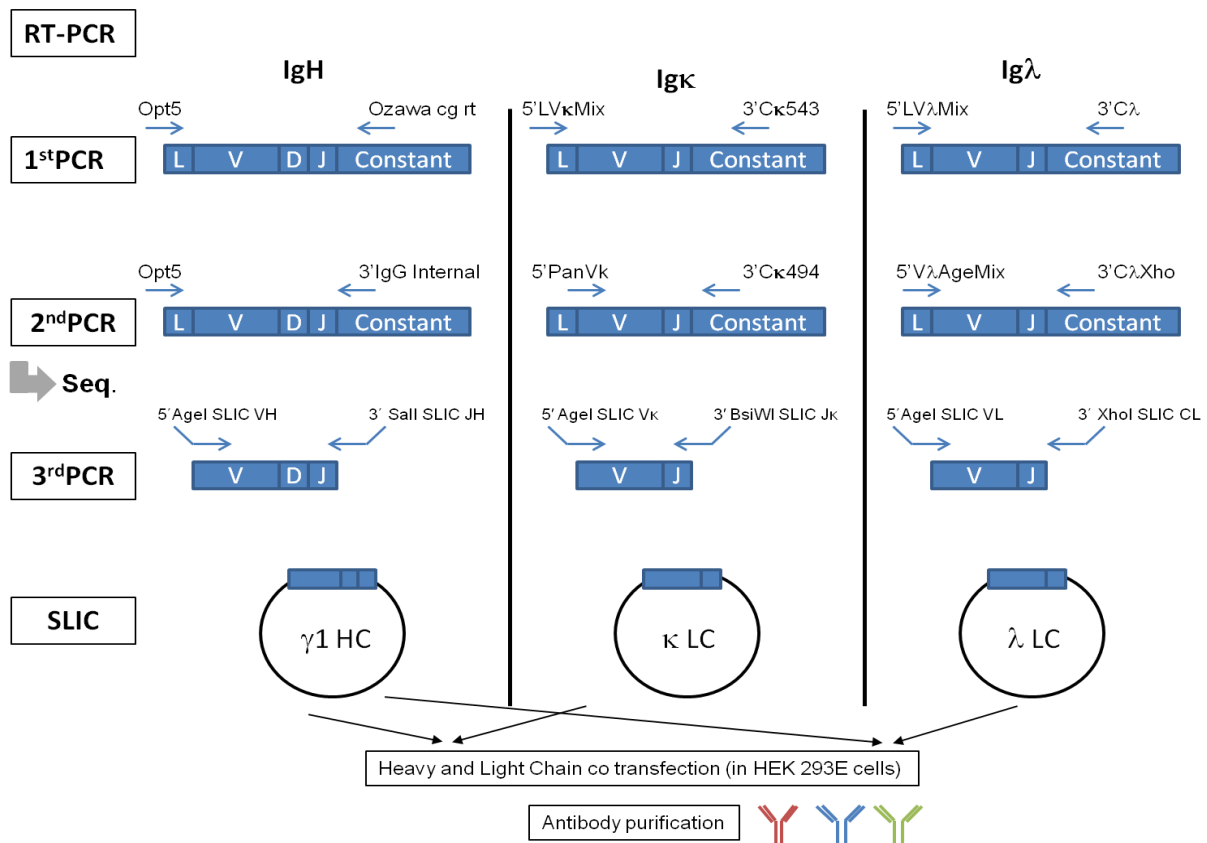 RT-PCR
IgH
Igκ
Igλ
Opt5
Ozawa cg rt
5'LVκMix
3'Cκ543
5'LVλMix
3'Cλ
1stPCR
L V D J Constant
L V J Constant
L V J Constant
Opt5
3'IgG Internal
5'PanVk
3'Cκ494
5'VλAgeMix
3'CλXho
2ndPCR
L V D J Constant
L V J Constant
L V J Constant
Seq.
5'AgeI SLIC VH
3' SalI SLIC JH
5'AgeI SLIC Vκ
3'BsiWI SLIC Jκ
5'AgeI SLIC VL
3' XhoI SLIC CL
3rdPCR
V D J
V J
V J
SLIC
γ1 HC
κ LC
λ LC
Heavy and Light Chain co transfection (in HEK 293E cells)
Antibody purification